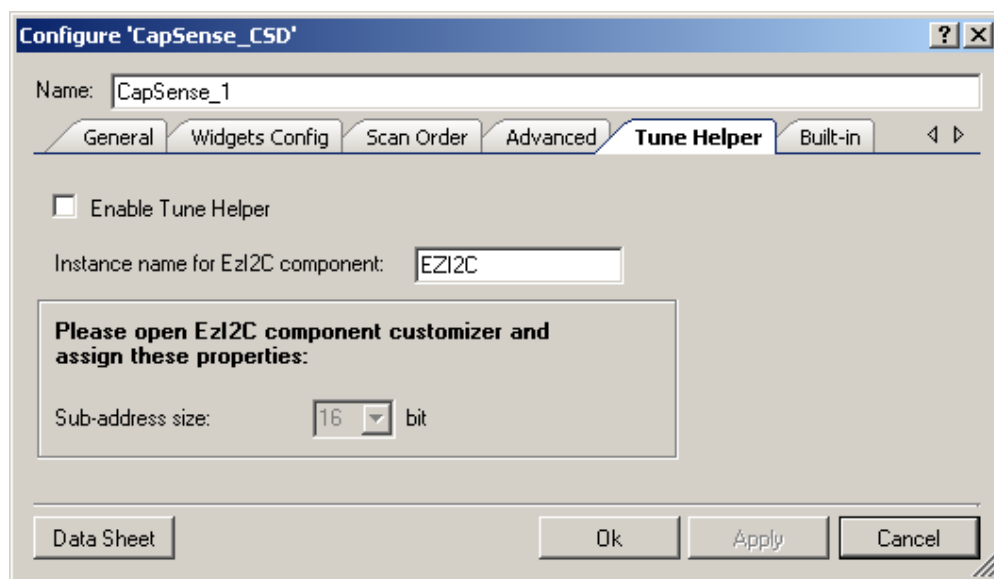 Configure 'CapSense_CSD'
Name: CapSense_1
General Widgets Config Scan Order Advanced Tune Helper Built-in
Enable Tune Helper
Instance name for EzI2C component: EZI2C
Please open EzI2C component customizer and
assign these properties:
Sub-address size: 16 bit
Data Sheet Ok Apply Cancel